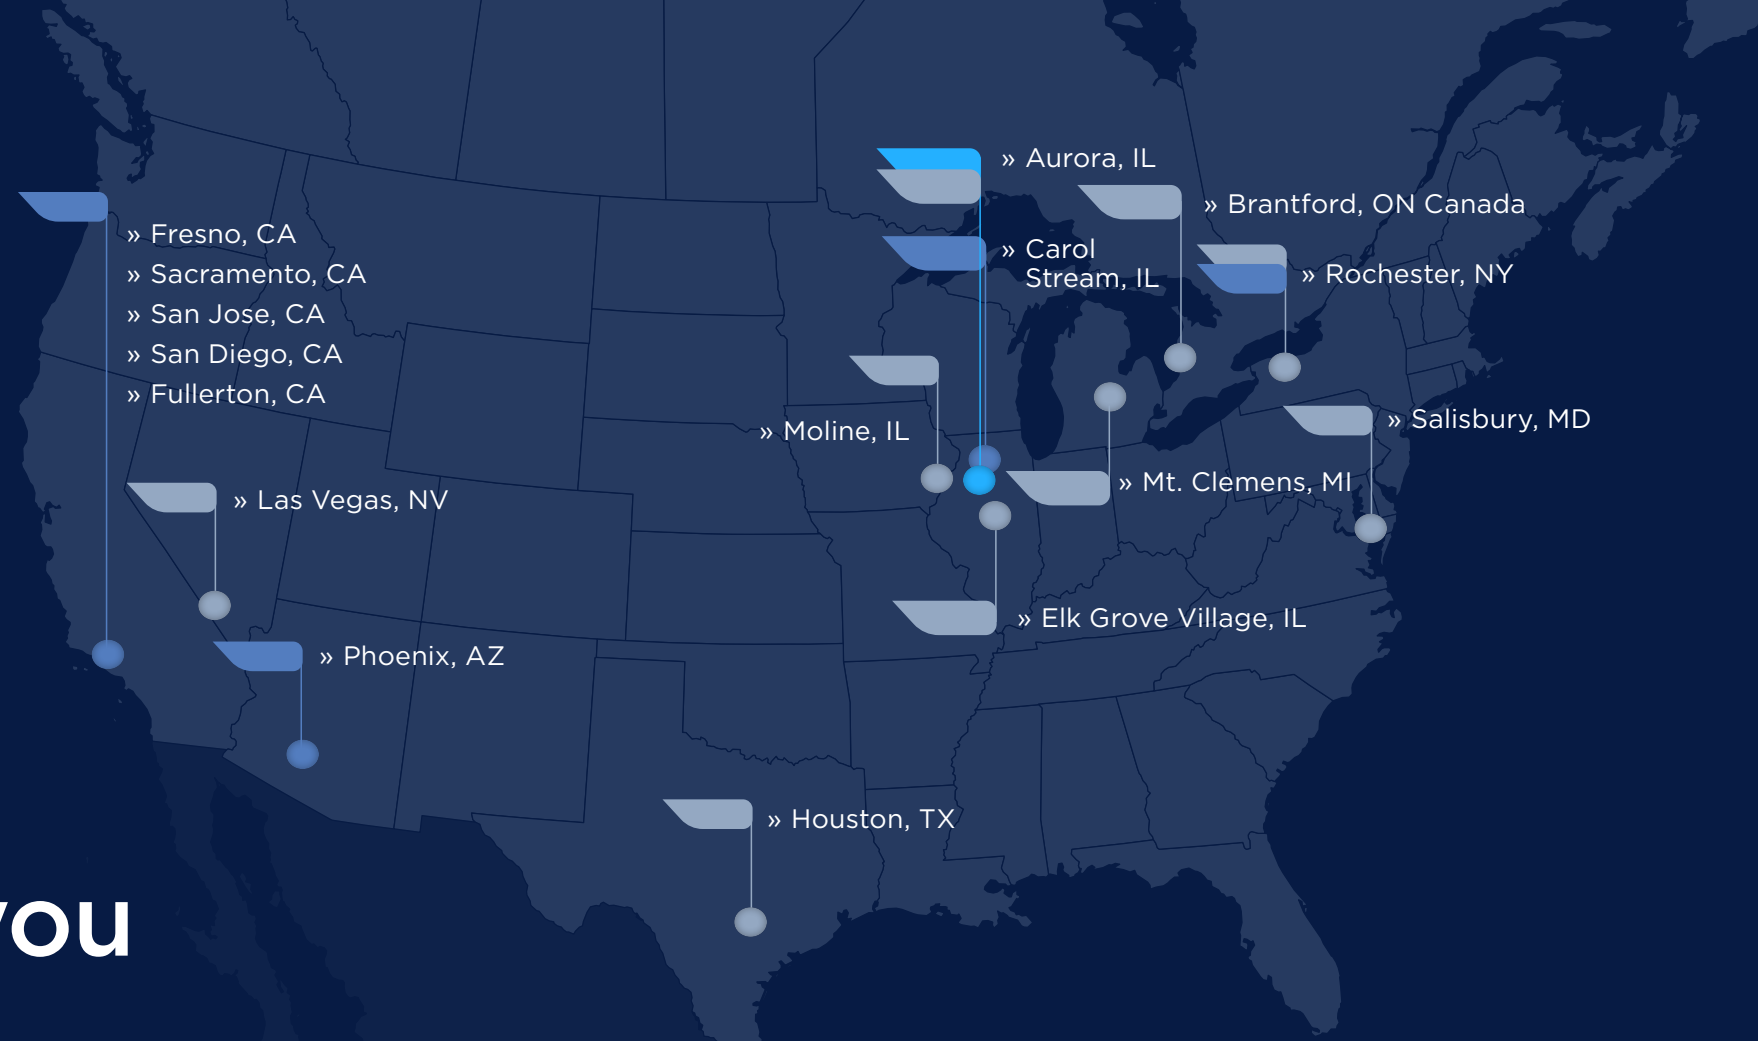 » Aurora, IL
» Brantford, ON Canada
» Fresno, CA
» Carol
Stream, IL
» Sacramento, CA
» Rochester, NY
» San Jose, CA
» San Diego, CA
» Fullerton, CA
» Salisbury, MD
» Moline, IL
» Mt. Clemens, MI
» Las Vegas, NV
» Elk Grove Village, IL
» Phoenix, AZ
» Houston, TX
you